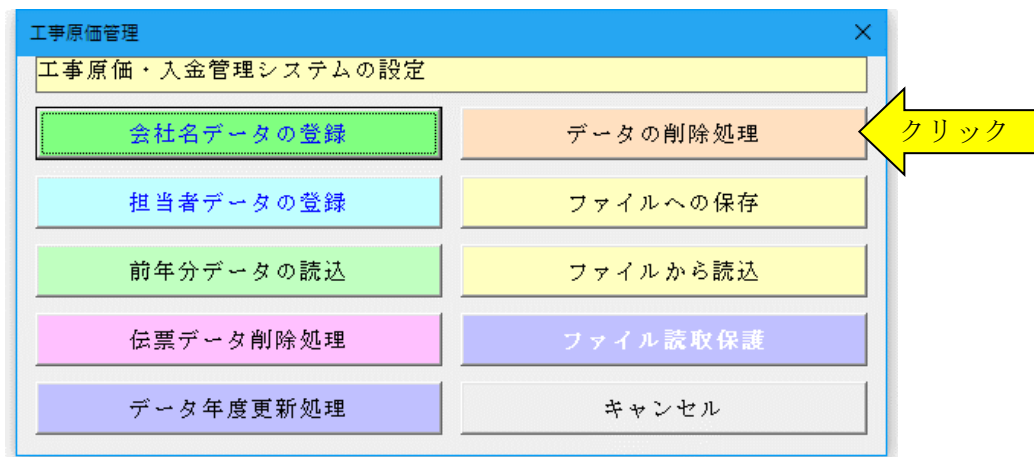 工事原価管理
工事原価・入金管理システムの設定
会社名データの登録
データの削除処理
クリック
担当者データの登録
ファイルへの保存
前年分データの読込
ファイルから読込
伝票データ削除処理
ファイル読取保護
データ年度更新処理
キャンセル